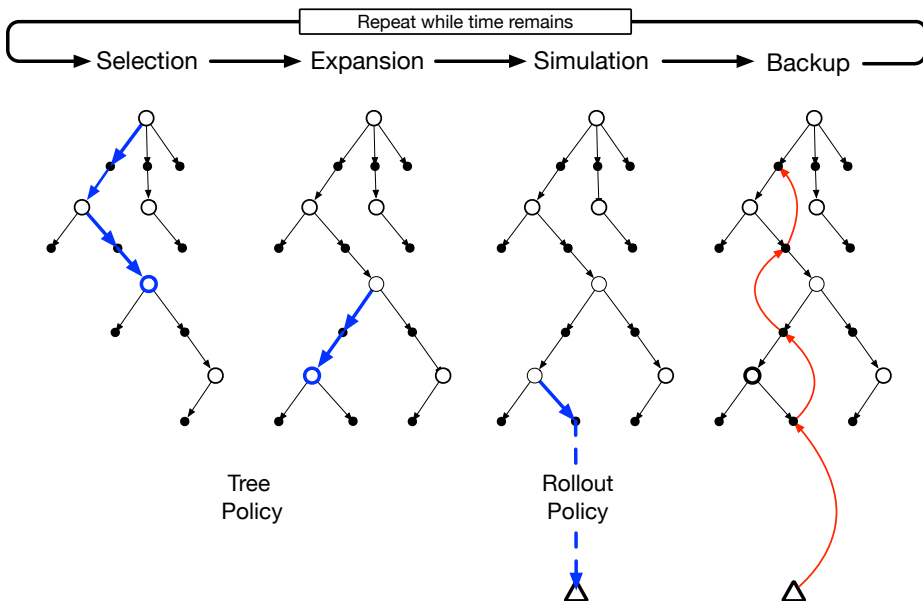 Repeat while time remains
Selection
Expansion
Simulation
Backup
Tree
Policy
Rollout
Policy